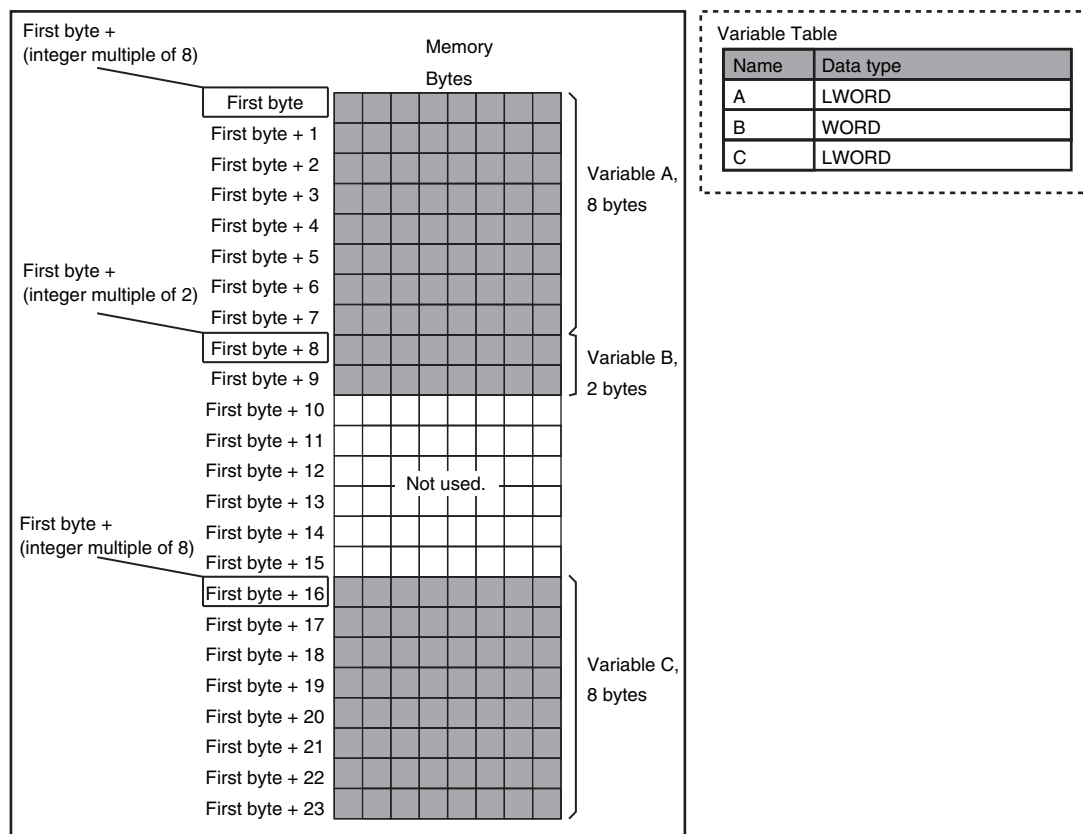 First byte +
(integer multiple of 8)
Memory
Bytes
First byte
First byte + 1
First byte + 2
First byte + 3
First byte + 4
First byte + 5
First byte + 6
First byte + 7
Variable A,
8 bytes
First byte +
(integer multiple of 2)
First byte + 8
First byte + 9
Variable B,
2 bytes
First byte + 10
First byte + 11
First byte + 12
First byte + 13
First byte + 14
First byte + 15
Not used.
First byte +
(integer multiple of 8)
First byte + 16
First byte + 17
First byte + 18
First byte + 19
First byte + 20
First byte + 21
First byte + 22
First byte + 23
Variable C,
8 bytes
Variable Table
Name Data type
A LWORD
B WORD
C LWORD